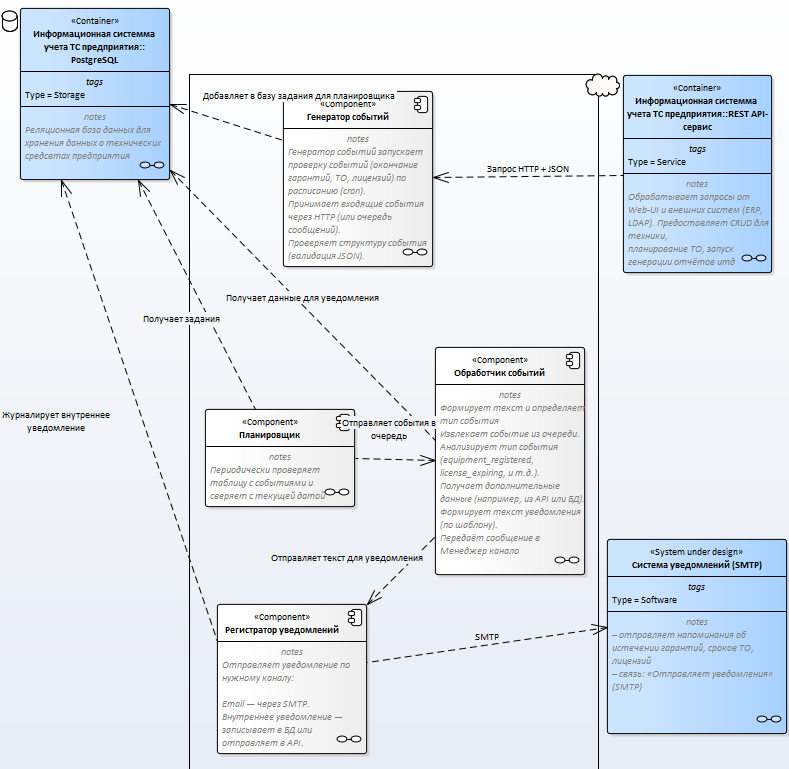 «Container»
Информационная системма
учета ТС предприятия::
PostgreSQL
tags
Type = Storage
notes
Реляционная база данных для
хранения данных о технических
средсетах предприятия
Добавляет в базу задания для планировщика
«Component»
Генератор событий
notes
Генератор событий запускает
проверку событий (окончание
гарантий, ТО, лицензий) по
расписанию (cron).
Принимает входящие события
через HTTP (или очередь
сообщений).
Проверяет структуру события
(валидация JSON).
Запрос HTTP + JSON
«Container»
Информационная системма
учета ТС предприятия::REST API-
сервис
tags
Type = Service
notes
Обрабатывает запросы от
Web-UI и внешних систем (ERP,
LDAP). Предоставляет CRUD для
техники,
планирование ТО, запуск
генерации отчётов итд
Получает данные для уведомления
Получает задания
Журналирует внутреннее
уведомление
«Component»
Планировщик
notes
Периодически проверяет
таблицу с событиями и
сверяет с текущей датой
Отправляет события в
очередь
«Component»
Обработчик событий
notes
Формирует текст и определяет
тип события
Извлекает событие из очереди.
Анализирует тип события
(equipment_registered,
license_expiring, и т.д.).
Получает дополнительные
данные (например, из API или БД).
Формирует текст уведомления
(по шаблону).
Передаёт сообщение в
Менеджер канало
Отправляет текст для уведомления
«Component»
Регистратор уведомлений
notes
Отправляет уведомление по
нужному каналу:
Email — через SMTP.
Внутреннее уведомление —
записывает в БД или
отправляет в API.
SMTP
«System under design»
Система уведомлений (SMTP)
tags
Type = Software
notes
– отправляет напоминания об
истечении гарантий, сроков ТО,
лицензий
– связь: «Отправляет уведомления»
(SMTP)